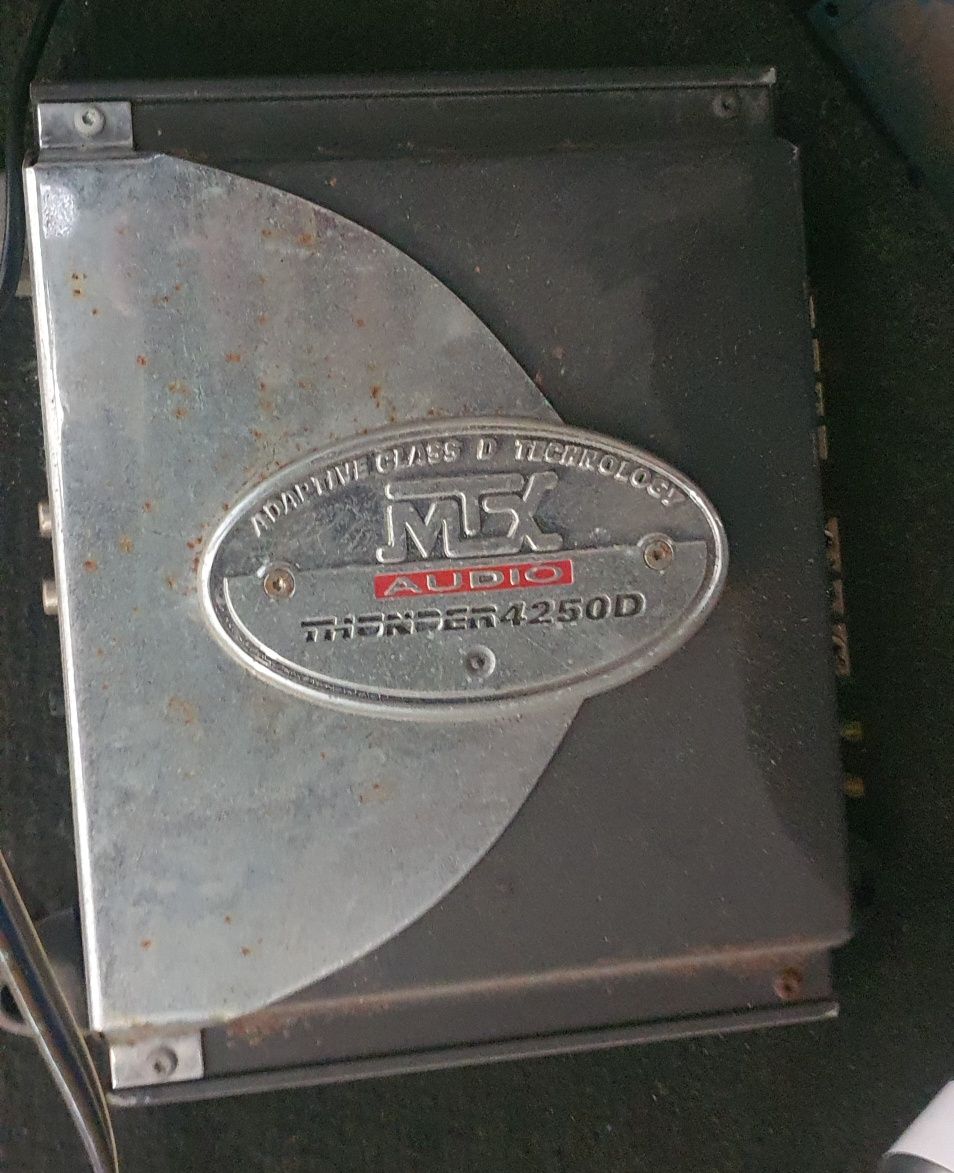 ADAPTIVE CLASS D TECHNOLOGY
MTX
AUDIO
THUNDER4250D